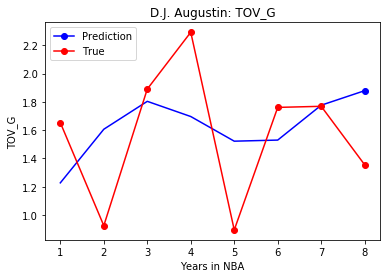 D.J. Augustin: TOV_G
Prediction
True
TOV_G
2.2
2.0
1.8
1.6
1.4
1.2
1.0
1 2 3 4 5 6 7 8
Years in NBA